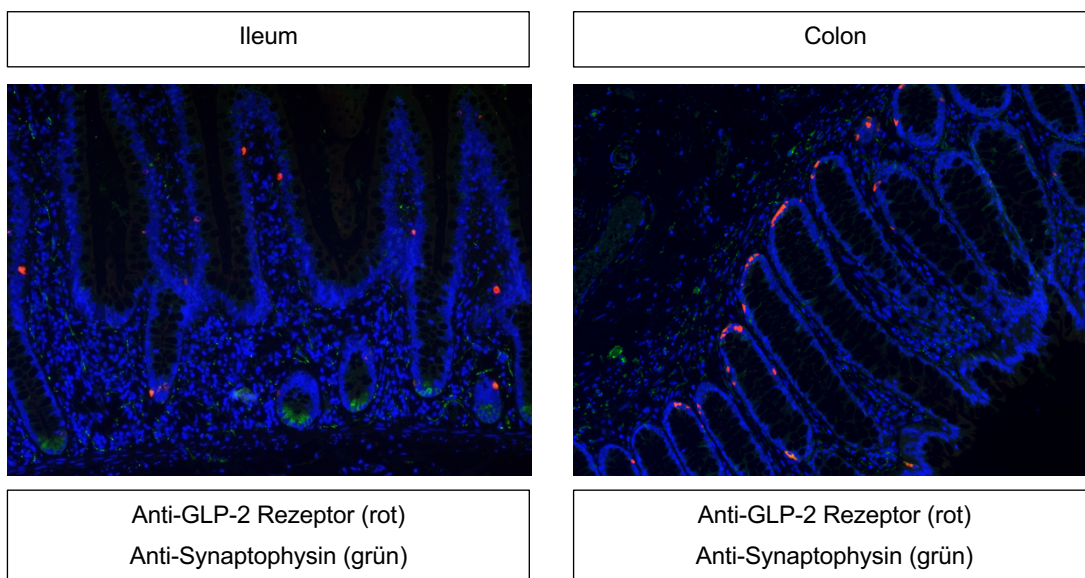 Ileum
Colon
Anti-GLP-2 Rezeptor (rot)
Anti-Synaptophysin (grün)
Anti-GLP-2 Rezeptor (rot)
Anti-Synaptophysin (grün)